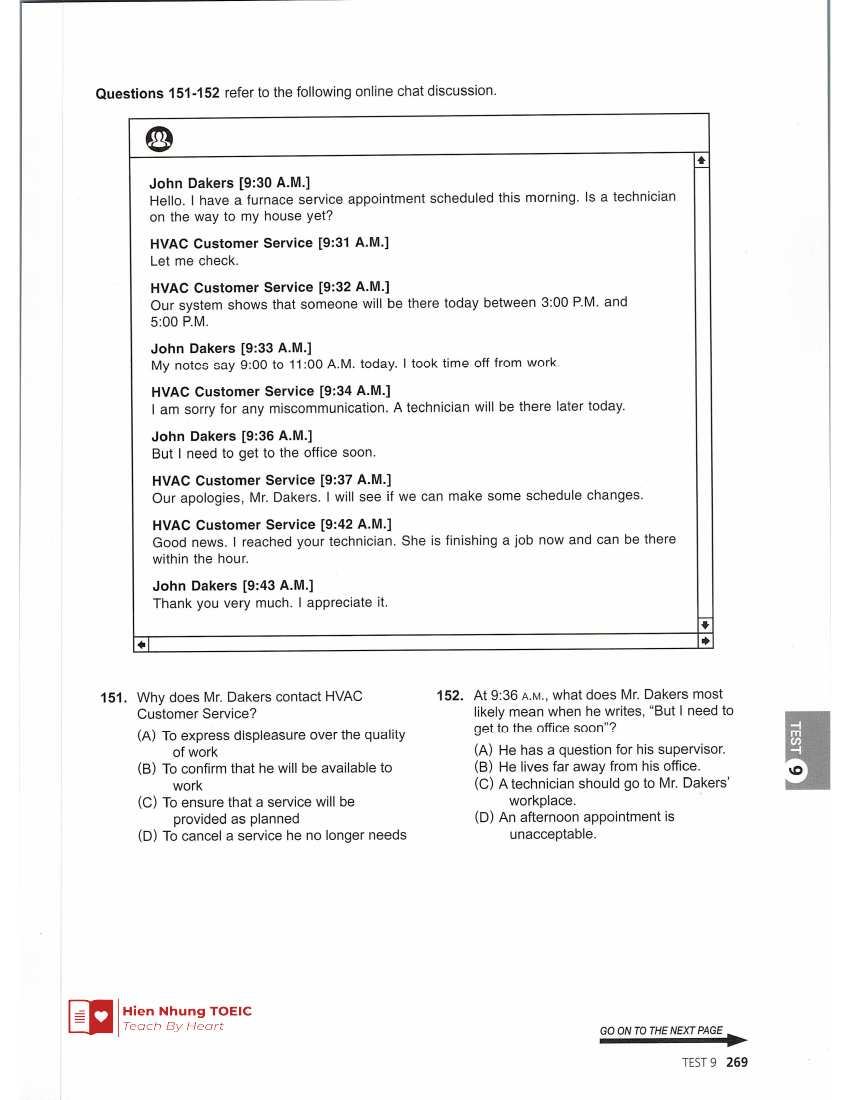 Questions 151-152 refer to the following online chat discussion.
John Dakers [9:30 A.M.]
Hello. I have a furnace service appointment scheduled this morning. Is a technician
on the way to my house yet?
HVAC Customer Service [9:31 A.M.]
Let me check.
HVAC Customer Service [9:32 A.M.]
Our system shows that someone will be there today between 3:00 P.M. and
5:00 P.M.
John Dakers [9:33 A.M.]
My notes say 9:00 to 11:00 A.M. today. I took time off from work.
HVAC Customer Service [9:34 A.M.]
I am sorry for any miscommunication. A technician will be there later today.
John Dakers [9:36 A.M.]
But I need to get to the office soon.
HVAC Customer Service [9:37 A.M.]
Our apologies, Mr. Dakers. I will see if we can make some schedule changes.
HVAC Customer Service [9:42 A.M.]
Good news. I reached your technician. She is finishing a job now and can be there
within the hour.
John Dakers [9:43 A.M.]
Thank you very much. I appreciate it.
151. Why does Mr. Dakers contact HVAC
Customer Service?
(A) To express displeasure over the quality
of work
(B) To confirm that he will be available to
work
(C) To ensure that a service will be
provided as planned
(D) To cancel a service he no longer needs
152. At 9:36 A.M., what does Mr. Dakers most
likely mean when he writes, “But I need to
get to the office soon”?
(A) He has a question for his supervisor.
(B) He lives far away from his office.
(C) A technician should go to Mr. Dakers’
workplace.
(D) An afternoon appointment is
unacceptable.
TEST 9
Hien Nhung TOEIC
Teach By Heart
GO ON TO THE NEXT PAGE
TEST 9 269